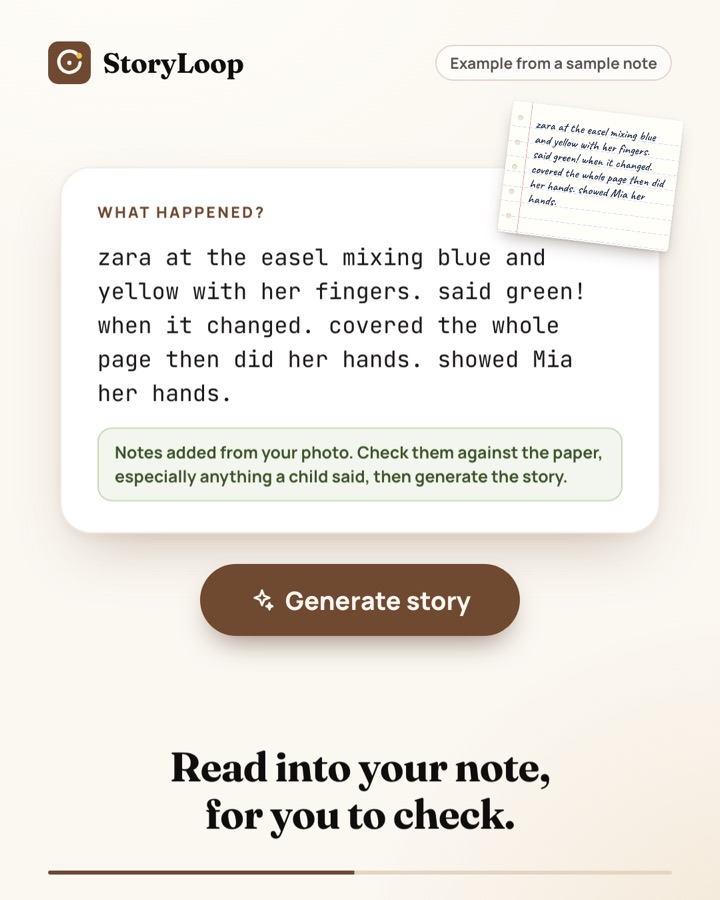 StoryLoop
Example from a sample note
zara at the easel mixing blue
and yellow with her fingers.
said green! when it changed.
covered the whole page then did
her hands. showed Mia her
hands.
WHAT HAPPENED?
zara at the easel mixing blue and
yellow with her fingers. said green!
when it changed. covered the whole
page then did her hands. showed Mia
her hands.
Notes added from your photo. Check them against the paper,
especially anything a child said, then generate the story.
Generate story
Read into your note,
for you to check.